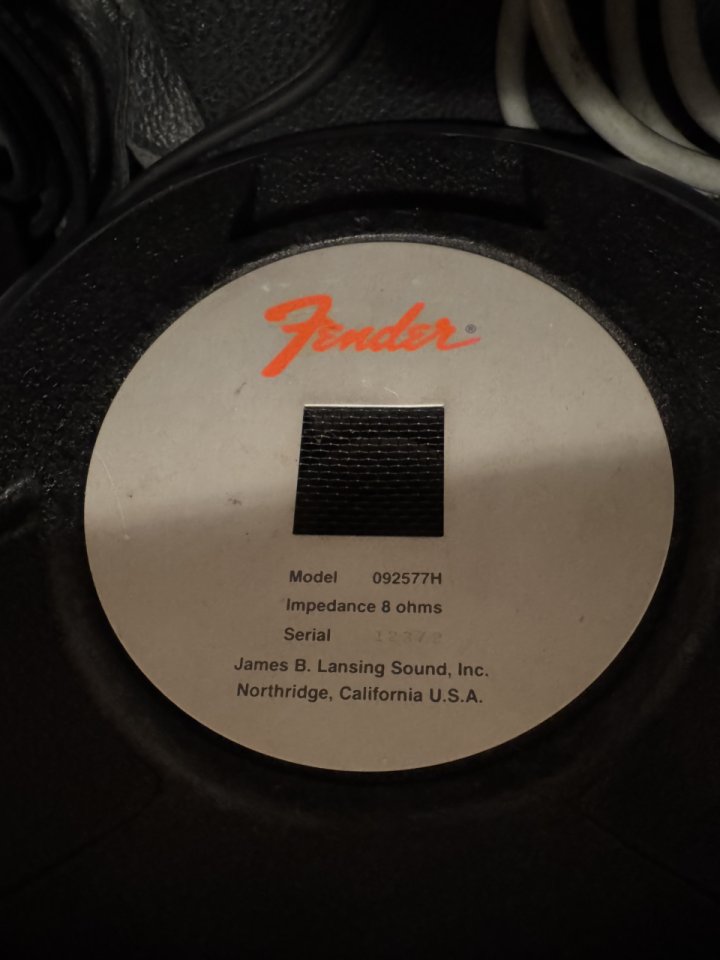 Fender®
Model 092577H
Impedance 8 ohms
Serial
James B. Lansing Sound, Inc.
Northridge, California U.S.A.